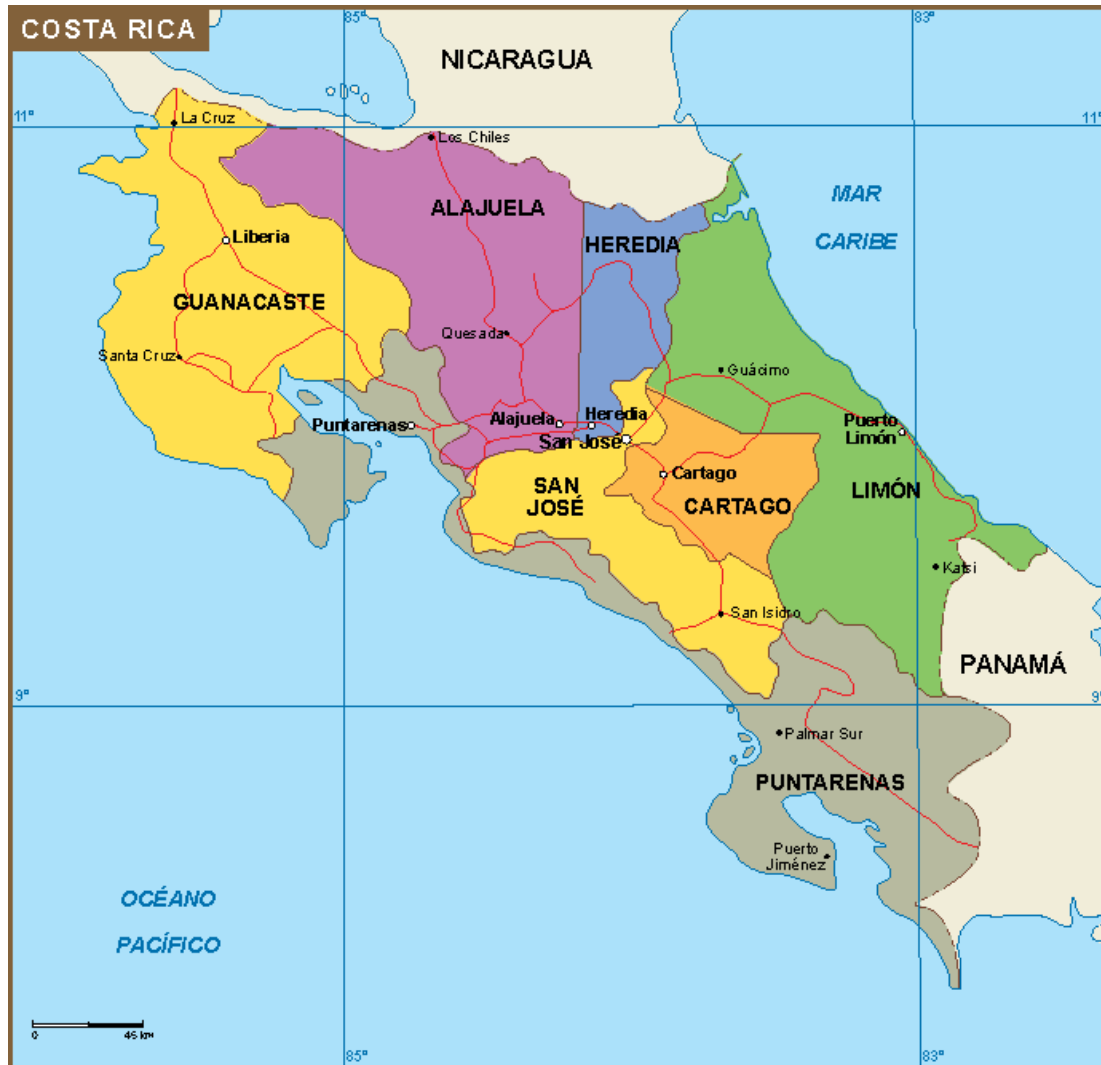 COSTA RICA
85°
83°
NICARAGUA
11°
11°
La Cruz
Los Chiles
MAR
CARIBE
ALAJUELA
HEREDIA
Liberia
GUANACASTE
Quesada
Santa Cruz
Guácimo
Puntarenas
Alajuela
Heredia
San José
Puerto
Limón
Cartago
SAN
JOSÉ
CARTAGO
LIMÓN
Katsi
San Isidro
PANAMÁ
9°
9°
Palmar Sur
PUNTARENAS
Puerto
Jiménez
OCÉANO
PACÍFICO
0
45 km
85°
83°